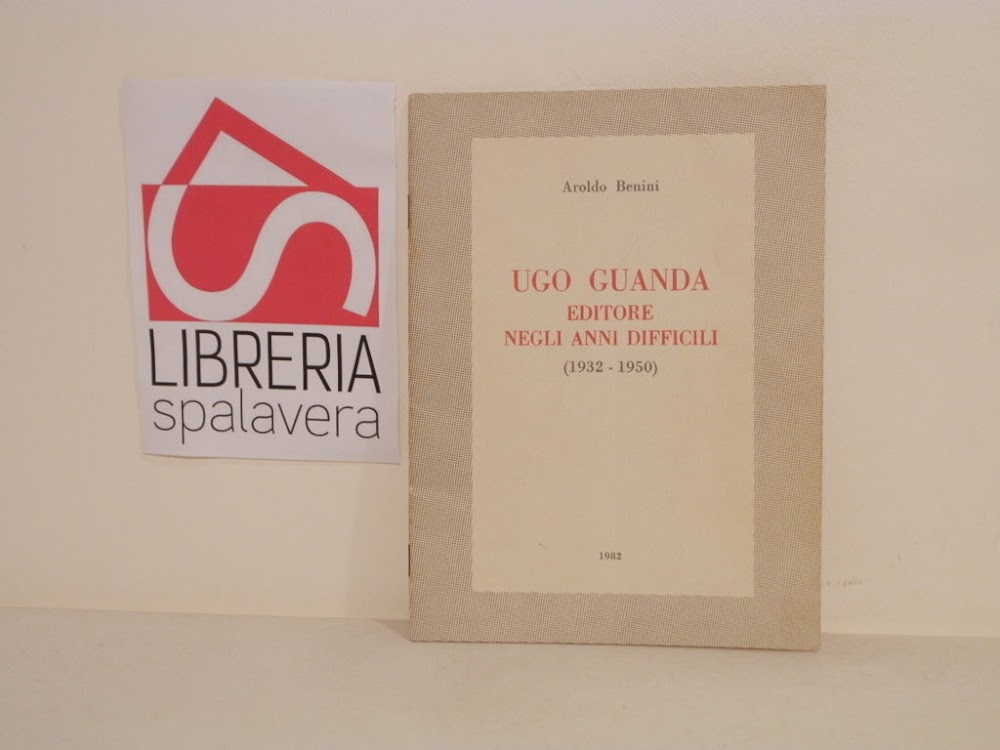 LIBRERIA
spalavera
Aroldo Benini
UGO GUANDA
EDITORE
NEGLI ANNI DIFFICILI
(1932 - 1950)
1982